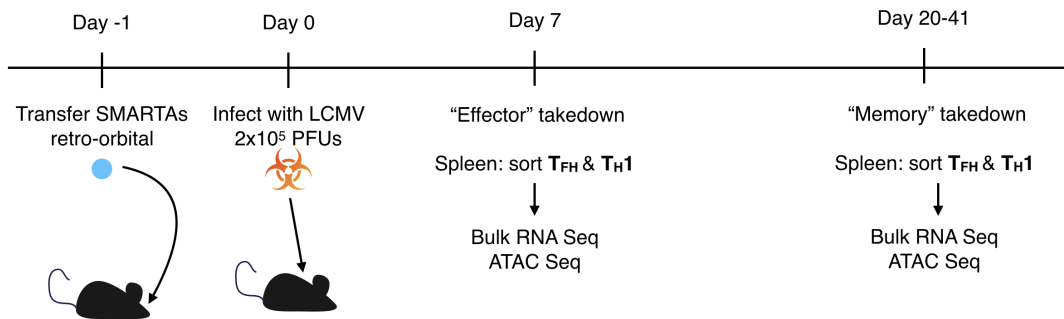 Day -1
Day 0
Day 7
Day 20-41
Transfer SMARTAs
retro-orbital
Infect with LCMV
2x10⁵ PFUs
“Effector” takedown
Spleen: sort TFH & TH1
Bulk RNA Seq
ATAC Seq
“Memory” takedown
Spleen: sort TFH & TH1
Bulk RNA Seq
ATAC Seq